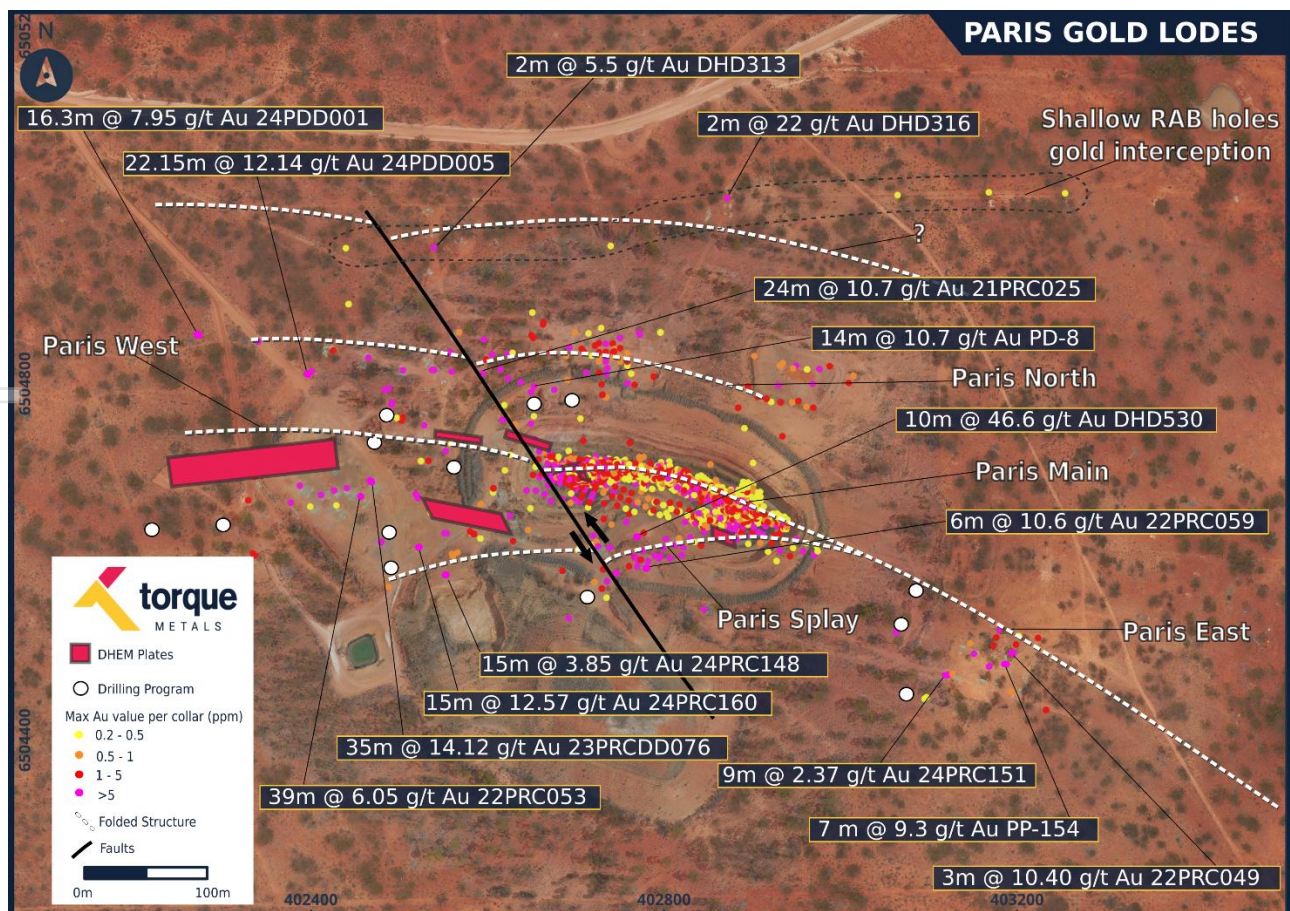 PARIS GOLD LODES
65052
N
2m @ 5.5 g/t Au DHD313
16.3m @ 7.95 g/t Au 24PDD001
2m @ 22 g/t Au DHD316
Shallow RAB holes
gold interception
22.15m @ 12.14 g/t Au 24PDD005
?
24m @ 10.7 g/t Au 21PRC025
Paris West
14m @ 10.7 g/t Au PD-8
6504800
Paris North
10m @ 46.6 g/t Au DHD530
Paris Main
6m @ 10.6 g/t Au 22PRC059
Paris Splay
Paris East
15m @ 3.85 g/t Au 24PRC148
15m @ 12.57 g/t Au 24PRC160
35m @ 14.12 g/t Au 23PRCDD076
9m @ 2.37 g/t Au 24PRC151
39m @ 6.05 g/t Au 22PRC053
7 m @ 9.3 g/t Au PP-154
3m @ 10.40 g/t Au 22PRC049
6504400
torque
METALS
DHEM Plates
Drilling Program
Max Au value per collar (ppm)
0.2 - 0.5
0.5 - 1
1 - 5
>5
Folded Structure
Faults
0m 100m
402400 402800 403200